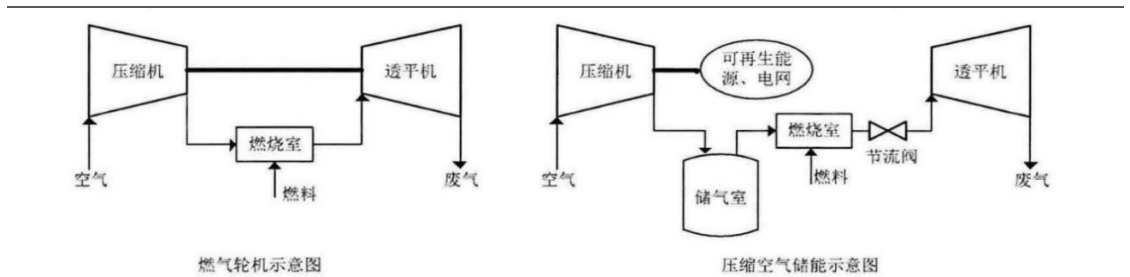 压缩机
透平机
燃烧室
空气
燃料
废气
燃气轮机示意图
压缩机
可再生能
源、电网
透平机
燃烧室
节流阀
空气
储气室
燃料
废气
压缩空气储能示意图